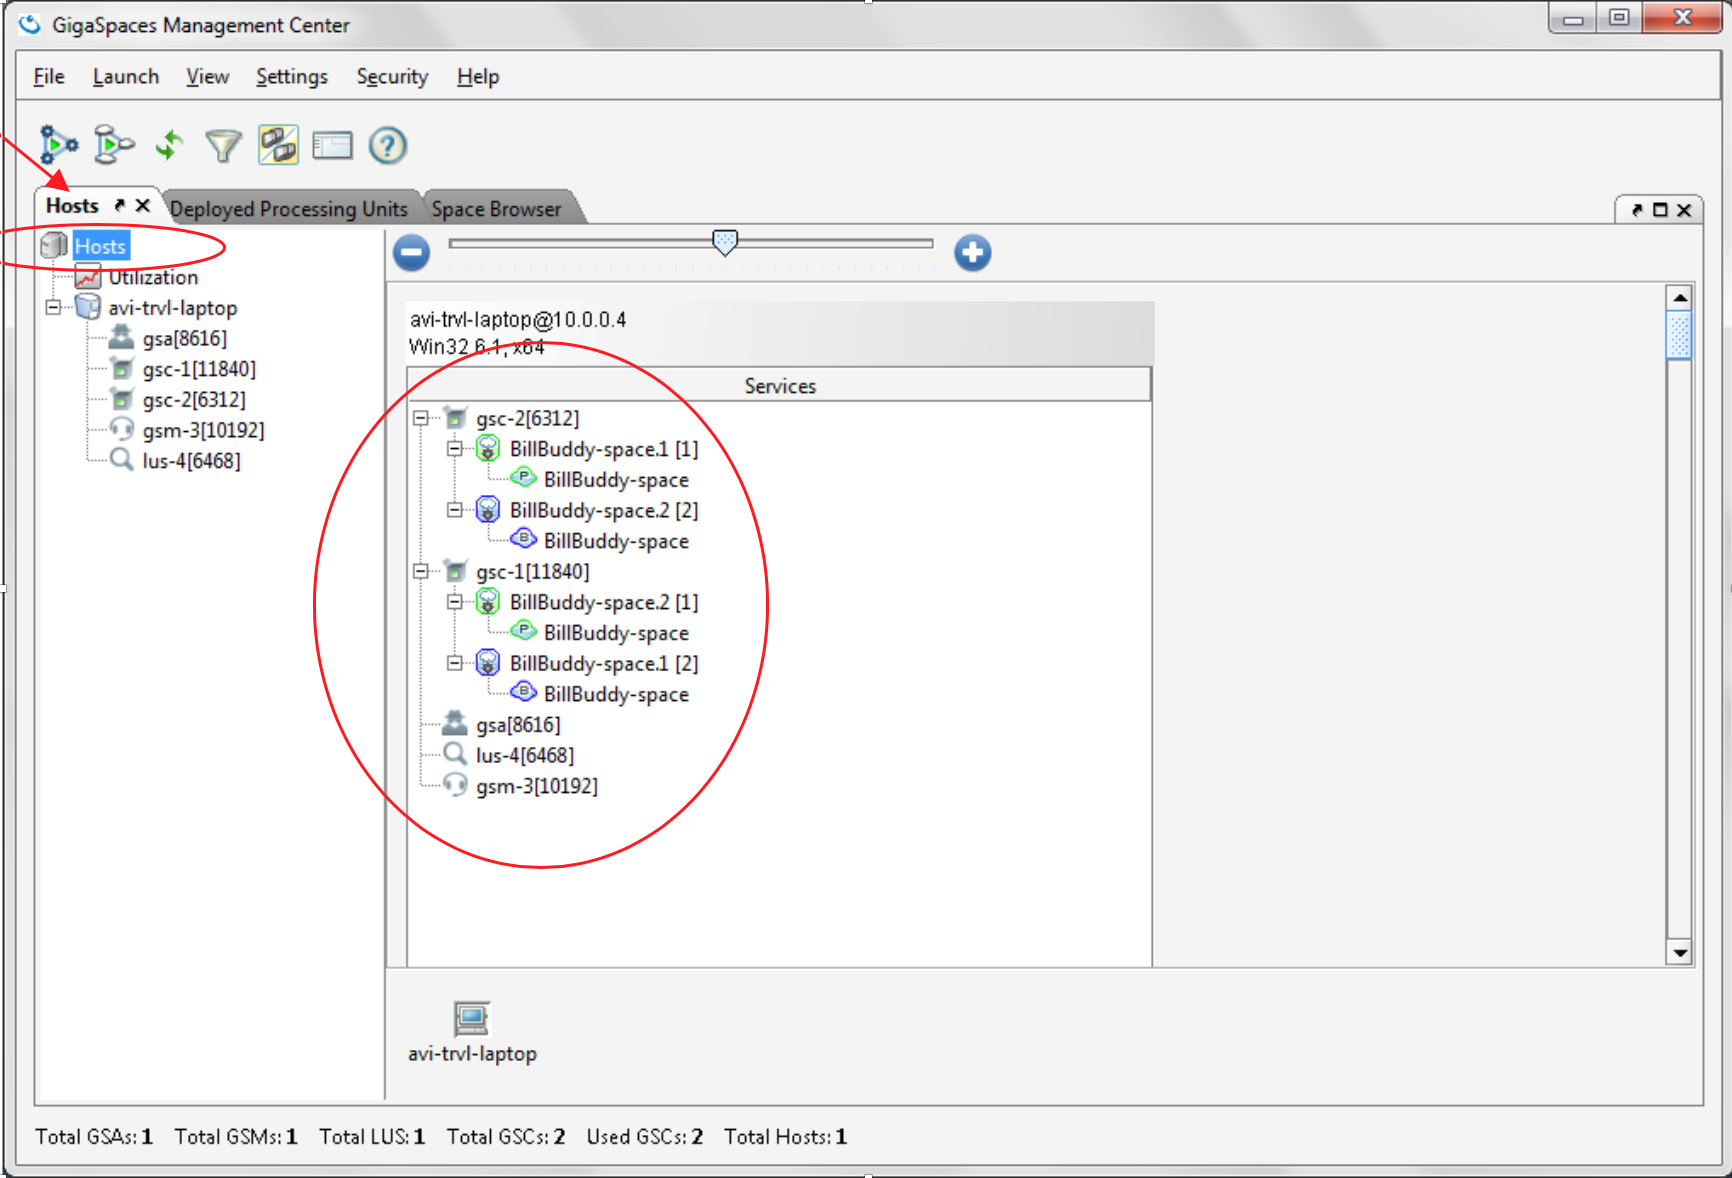 GigaSpaces Management Center
File Launch View Settings Security Help
Hosts Deployed Processing Units Space Browser
Hosts
Utilization
avi-trvl-laptop
gsa[8616]
gsc-1[11840]
gsc-2[6312]
gsm-3[10192]
lus-4[6468]
avi-trvl-laptop@10.0.0.4
Win32 6.1, x64
Services
gsc-2[6312]
BillBuddy-space.1 [1]
P BillBuddy-space
BillBuddy-space.2 [2]
B BillBuddy-space
gsc-1[11840]
BillBuddy-space.2 [1]
P BillBuddy-space
BillBuddy-space.1 [2]
B BillBuddy-space
gsa[8616]
lus-4[6468]
gsm-3[10192]
avi-trvl-laptop
Total GSAs: 1 Total GSMs: 1 Total LUS: 1 Total GSCs: 2 Used GSCs: 2 Total Hosts: 1